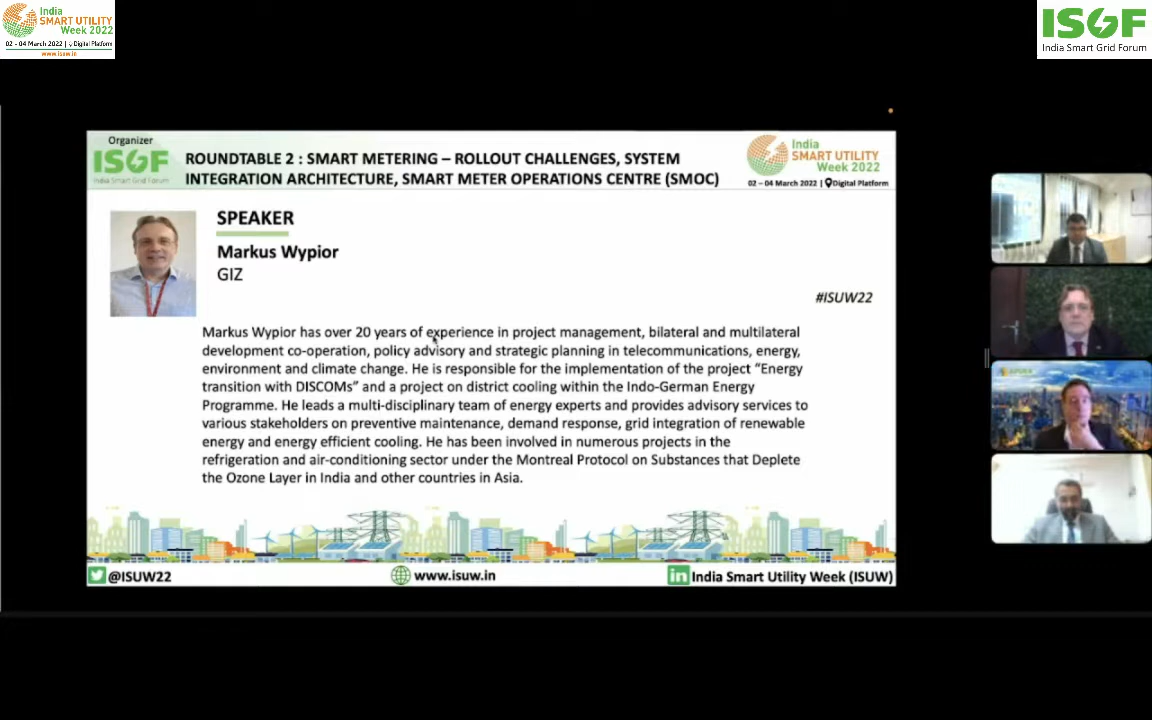 India
SMART UTILITY
Week 2022
02 - 04 March 2022 | Digital Platform
www.isuw.in
ISGF
India Smart Grid Forum
Organizer
ISGF
India Smart Grid Forum
ROUNDTABLE 2 : SMART METERING – ROLLOUT CHALLENGES, SYSTEM
INTEGRATION ARCHITECTURE, SMART METER OPERATIONS CENTRE (SMOC)
India
SMART UTILITY
Week 2022
02 – 04 March 2022 | Digital Platform
SPEAKER
Markus Wypior
GIZ
#ISUW22
Markus Wypior has over 20 years of experience in project management, bilateral and multilateral
development co-operation, policy advisory and strategic planning in telecommunications, energy,
environment and climate change. He is responsible for the implementation of the project “Energy
transition with DISCOMs” and a project on district cooling within the Indo-German Energy
Programme. He leads a multi-disciplinary team of energy experts and provides advisory services to
various stakeholders on preventive maintenance, demand response, grid integration of renewable
energy and energy efficient cooling. He has been involved in numerous projects in the
refrigeration and air-conditioning sector under the Montreal Protocol on Substances that Deplete
the Ozone Layer in India and other countries in Asia.
@ISUW22
www.isuw.in
in India Smart Utility Week (ISUW)